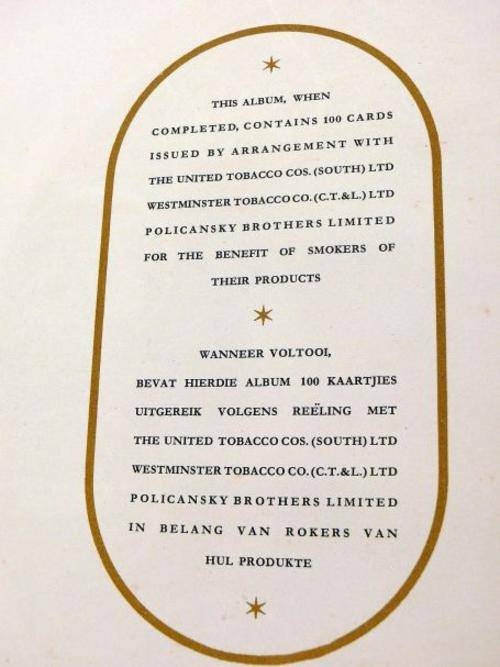 THIS ALBUM, WHEN
COMPLETED, CONTAINS 100 CARDS
ISSUED BY ARRANGEMENT WITH
THE UNITED TOBACCO COS. (SOUTH) LTD
WESTMINSTER TOBACCO CO. (C.T.&L.) LTD
POLICANSKY BROTHERS LIMITED
FOR THE BENEFIT OF SMOKERS OF
THEIR PRODUCTS
WANNEER VOLTOOI,
BEVAT HIERDIE ALBUM 100 KAARTJIES
UITGEREIK VOLGENS REEËLING MET
THE UNITED TOBACCO COS. (SOUTH) LTD
WESTMINSTER TOBACCO CO. (C.T.&L.) LTD
POLICANSKY BROTHERS LIMITED
IN BELANG VAN ROKERS VAN
HUL PRODUKTE